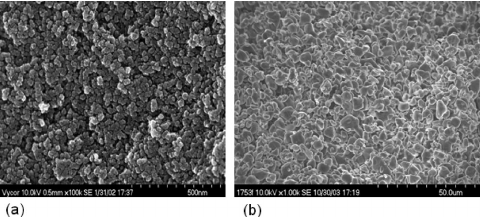 Vycor 10.0kV 0.5mm x100k SE 1/31/02 17:37 500nm
1753f 10.0kV x1.00k SE 10/30/03 17:19 50.0um
(a) (b)